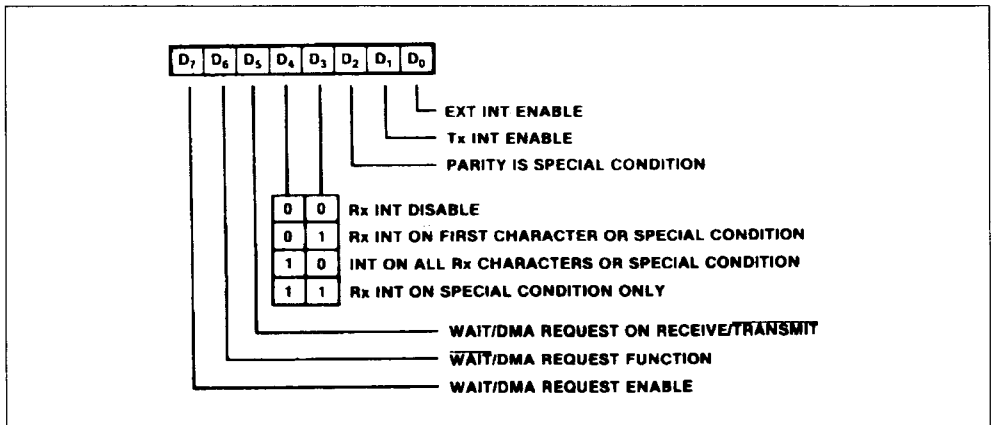 D₇ D₆ D₅ D₄ D₃ D₂ D₁ D₀
EXT INT ENABLE
Tx INT ENABLE
PARITY IS SPECIAL CONDITION
0 0 Rx INT DISABLE
0 1 Rx INT ON FIRST CHARACTER OR SPECIAL CONDITION
1 0 INT ON ALL Rx CHARACTERS OR SPECIAL CONDITION
1 1 Rx INT ON SPECIAL CONDITION ONLY
WAIT/DMA REQUEST ON RECEIVE/TRANSMIT
WAIT/DMA REQUEST FUNCTION
WAIT/DMA REQUEST ENABLE